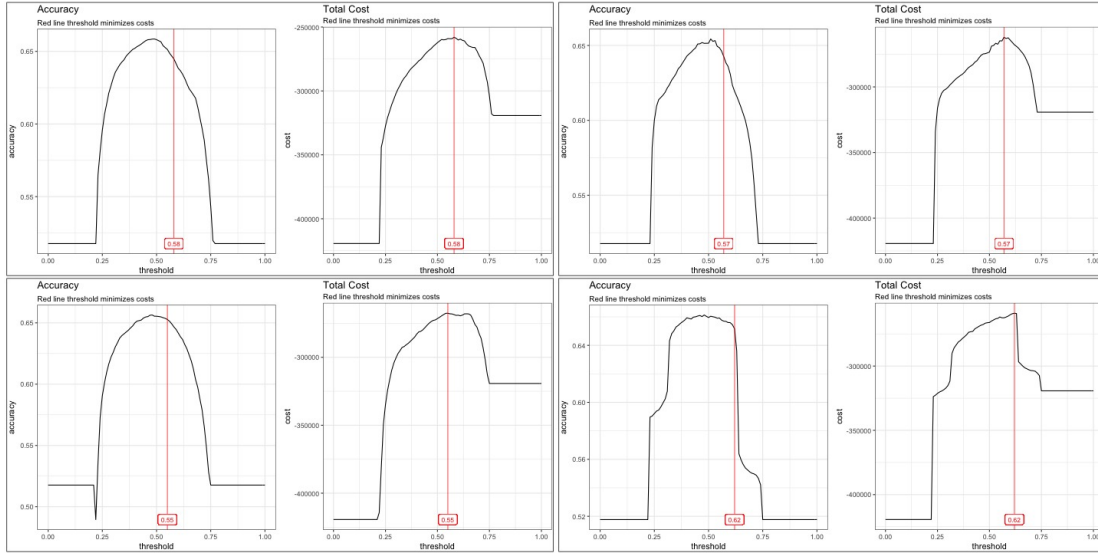 Accuracy
Red line threshold minimizes costs
accuracy
0.65
0.60
0.55
0.58
0.00 0.25 0.50 0.75 1.00
threshold
Total Cost
Red line threshold minimizes costs
cost
-250000
-300000
-350000
-400000
0.58
0.00 0.25 0.50 0.75 1.00
threshold
Accuracy
Red line threshold minimizes costs
accuracy
0.65
0.60
0.55
0.57
0.00 0.25 0.50 0.75 1.00
threshold
Total Cost
Red line threshold minimizes costs
cost
-300000
-350000
-400000
0.57
0.00 0.25 0.50 0.75 1.00
threshold
Accuracy
Red line threshold minimizes costs
accuracy
0.65
0.60
0.55
0.50
0.55
0.00 0.25 0.50 0.75 1.00
threshold
Total Cost
Red line threshold minimizes costs
cost
-300000
-350000
-400000
0.55
0.00 0.25 0.50 0.75 1.00
threshold
Accuracy
Red line threshold minimizes costs
accuracy
0.64
0.60
0.56
0.52
0.62
0.00 0.25 0.50 0.75 1.00
threshold
Total Cost
Red line threshold minimizes costs
cost
-300000
-350000
-400000
0.62
0.00 0.25 0.50 0.75 1.00
threshold